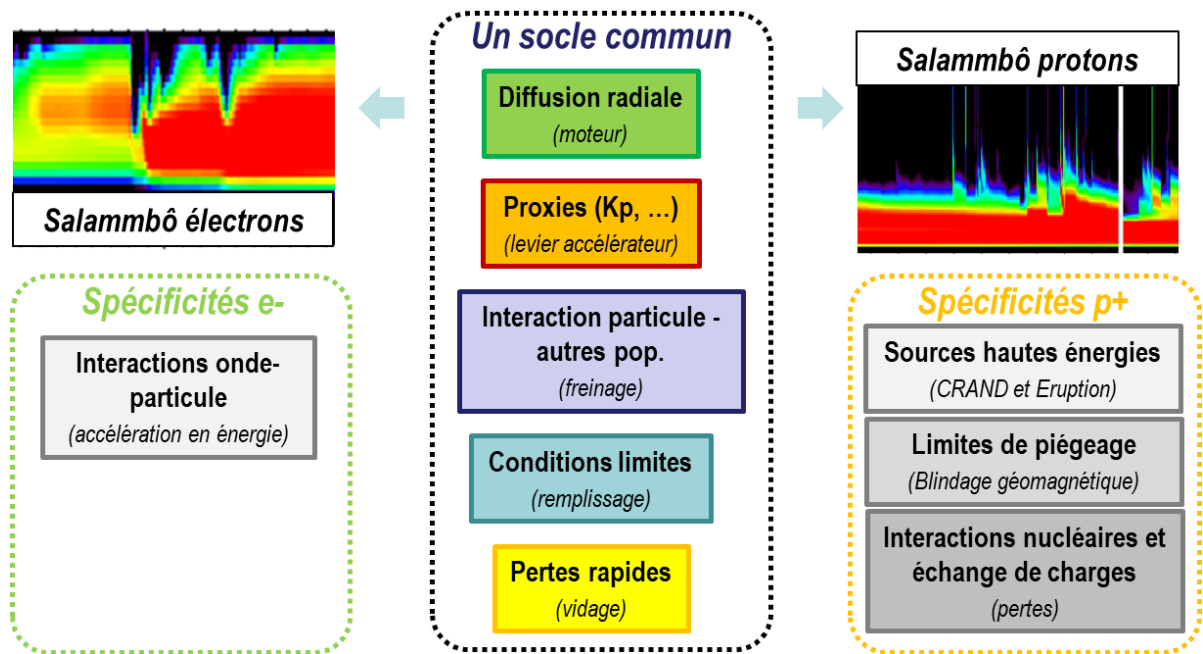 Un socle commun
Diffusion radiale
(moteur)
Proxies (Kp, …)
(levier accélérateur)
Interaction particule -
autres pop.
(freinage)
Conditions limites
(remplissage)
Pertes rapides
(vidage)
Salammbô électrons
Spécificités e-
Interactions onde-
particule
(accélération en énergie)
Salammbô protons
Spécificités p+
Sources hautes énergies
(CRAND et Eruption)
Limites de piégeage
(Blindage géomagnétique)
Interactions nucléaires et
échange de charges
(pertes)